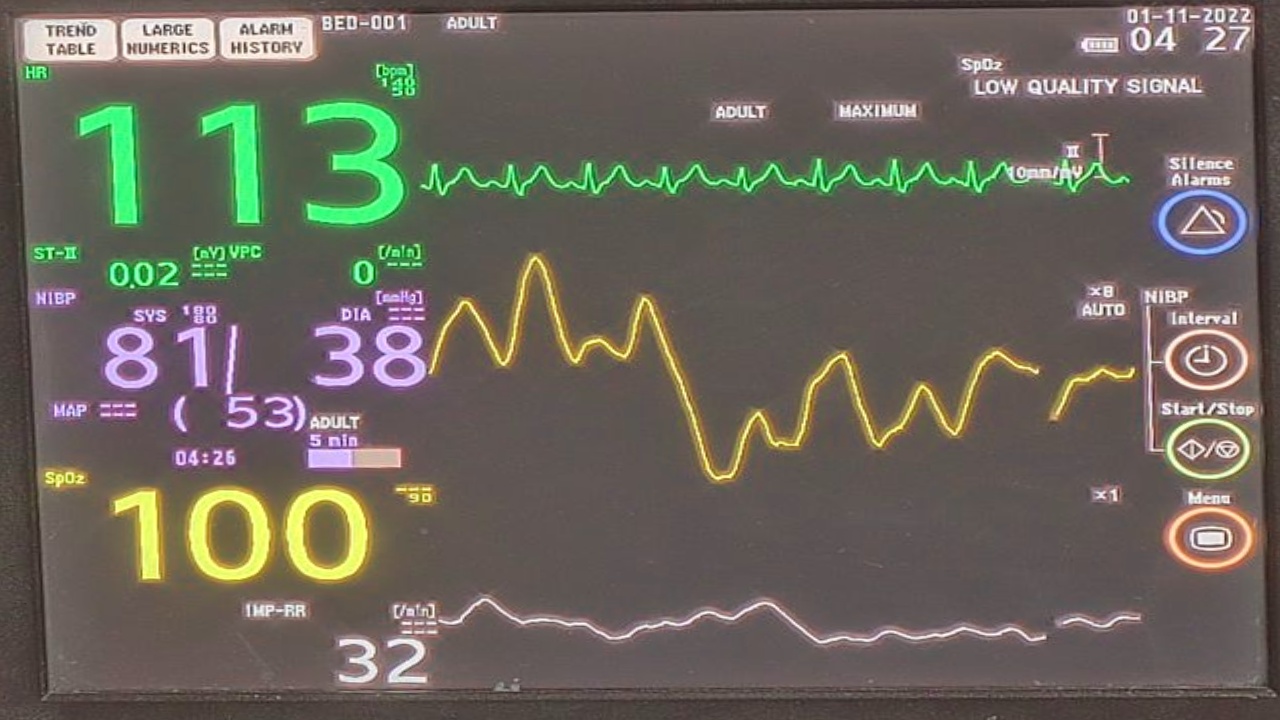 TREND TABLE
LARGE NUMERICS
ALARM HISTORY
BED-001
ADULT
01-11-2022
04 27
HR
[bpm]
140
50
113
SpO2
LOW QUALITY SIGNAL
ADULT
MAXIMUM
II
10mm/mV
Silence
Alarms
ST-II
0.02
[mV]
VPC
0
[/min]
NIBP
SYS
180
80
DIA
[mmHg]
81/ 38
MAP
( 53)
ADULT
5 min
04:26
×8
AUTO
NIBP
Interval
Start/Stop
SpO2
100
90
×1
Menu
IMP-RR
[/min]
32